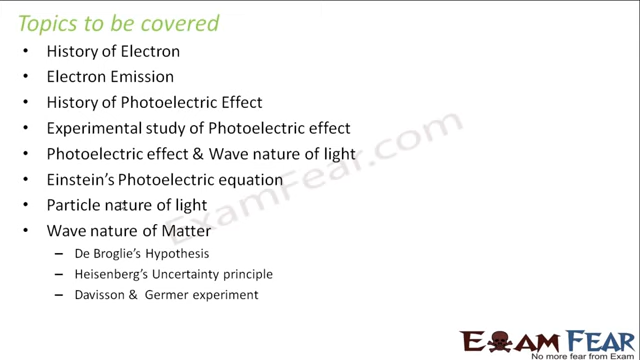 Topics to be covered
• History of Electron
• Electron Emission
• History of Photoelectric Effect
• Experimental study of Photoelectric effect
• Photoelectric effect & Wave nature of light
• Einstein's Photoelectric equation
• Particle nature of light
• Wave nature of Matter
– De Broglie's Hypothesis
– Heisenberg's Uncertainty principle
– Davisson & Germer experiment
ExamFear.com
EXAM FEAR
No more fear from Exam